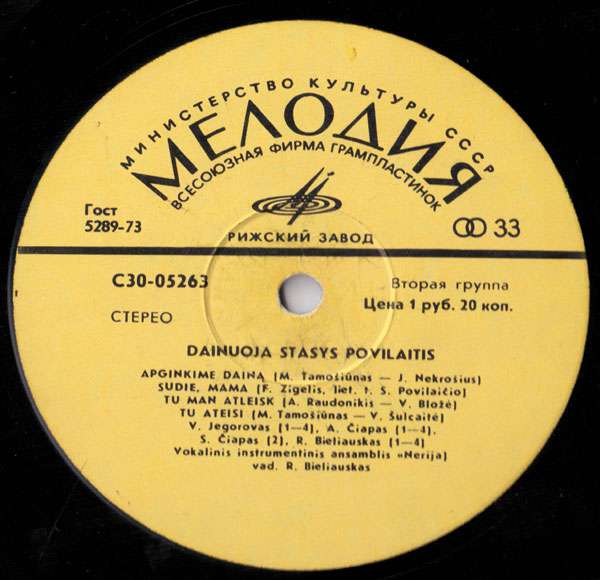 МИНИСТЕРСТВО КУЛЬТУРЫ СССР
МЕЛОДИЯ
ВСЕСОЮЗНАЯ ФИРМА ГРАМПЛАСТИНОК
Гост
5289-73
33
РИЖСКИЙ ЗАВОД
С30-05263
Вторая группа
Цена 1 руб. 20 коп.
СТЕРЕО
DAINUOJA STASYS POVILAITIS
APGINKIME DAINĄ (M. Tamošiūnas — J. Nekrošius)
SUDIE, MAMA (F. Zigelis, liet. t. S. Povilaičio)
TU MAN ATLEISK (A. Raudonikis — V. Bložė)
TU ATEISI (M. Tamošiūnas — V. Šulcaitė)
V. Jegorovas (1—4), A. Čiapas (1—4),
S. Čiapas (2), R. Bieliauskas (1—4)
Vokalinis instrumentinis ansamblis «Nerija»)
vad. R. Bieliauskas